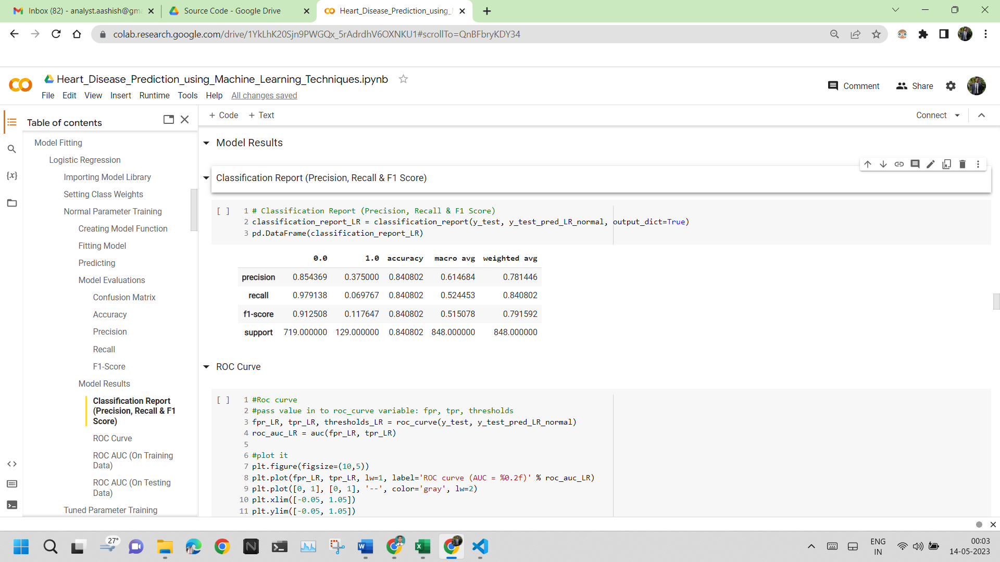 Inbox (82) - analyst.aashish@gm
Source Code - Google Drive
Heart_Disease_Prediction_using_
colab.research.google.com/drive/1YkLhK20Sjn9PWGQx_5rAdrdhV6OXNKU1#scrollTo=QnBFbryKDY34
Heart_Disease_Prediction_using_Machine_Learning_Techniques.ipynb
File Edit View Insert Runtime Tools Help All changes saved
Comment Share
Table of contents
Model Fitting
Logistic Regression
Importing Model Library
Setting Class Weights
Normal Parameter Training
Creating Model Function
Fitting Model
Predicting
Model Evaluations
Confusion Matrix
Accuracy
Precision
Recall
F1-Score
Model Results
Classification Report
(Precision, Recall & F1
Score)
ROC Curve
ROC AUC (On Training
Data)
ROC AUC (On Testing
Data)
Tuned Parameter Training
+ Code + Text
Connect
Model Results
Classification Report (Precision, Recall & F1 Score)
[ ] 1 # Classification Report (Precision, Recall & F1 Score)
2 classification_report_LR = classification_report(y_test, y_test_pred_LR_normal, output_dict=True)
3 pd.DataFrame(classification_report_LR)
0.0 1.0 accuracy macro avg weighted avg
precision 0.854369 0.375000 0.840802 0.614684 0.781446
recall 0.979138 0.069767 0.840802 0.524453 0.840802
f1-score 0.912508 0.117647 0.840802 0.515078 0.791592
support 719.000000 129.000000 0.840802 848.000000 848.000000
ROC Curve
[ ] 1 #Roc curve
2 #pass value in to roc_curve variable: fpr, tpr, thresholds
3 fpr_LR, tpr_LR, thresholds_LR = roc_curve(y_test, y_test_pred_LR_normal)
4 roc_auc_LR = auc(fpr_LR, tpr_LR)
5
6 #plot it
7 plt.figure(figsize=(10,5))
8 plt.plot(fpr_LR, tpr_LR, lw=1, label='ROC curve (AUC = %0.2f)' % roc_auc_LR)
9 plt.plot([0, 1], [0, 1], '--', color='gray', lw=2)
10 plt.xlim([-0.05, 1.05])
11 plt.ylim([-0.05, 1.05])
27°
ENG
IN
00:03
14-05-2023